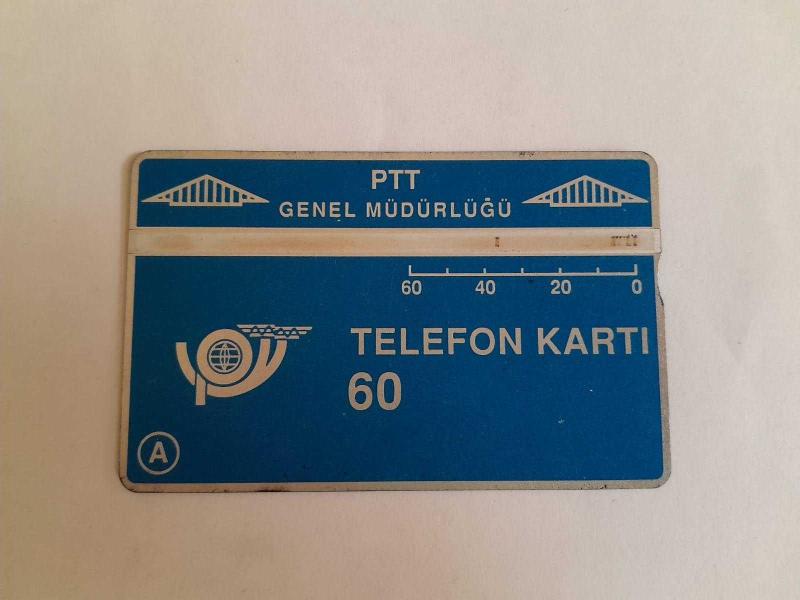 PTT
GENEL MÜDÜRLÜĞÜ
60 40 20 0
TELEFON KARTI
60
A